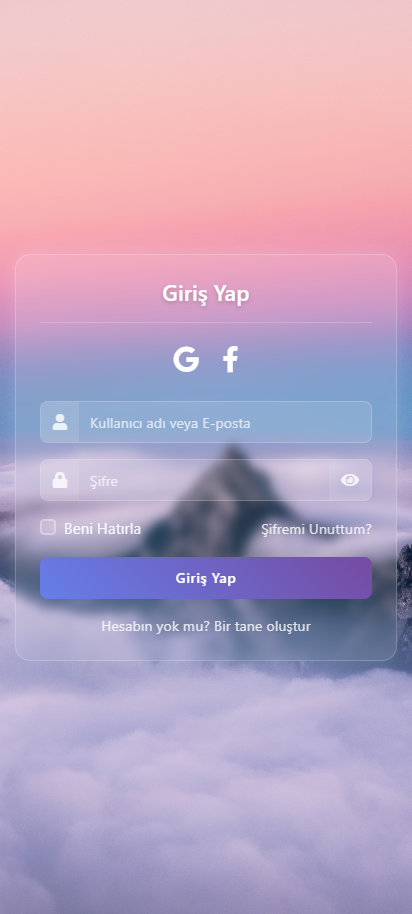 Giriş Yap
Kullanıcı adı veya E-posta
Şifre
Beni Hatırla
Şifremi Unuttum?
Giriş Yap
Hesabın yok mu? Bir tane oluştur